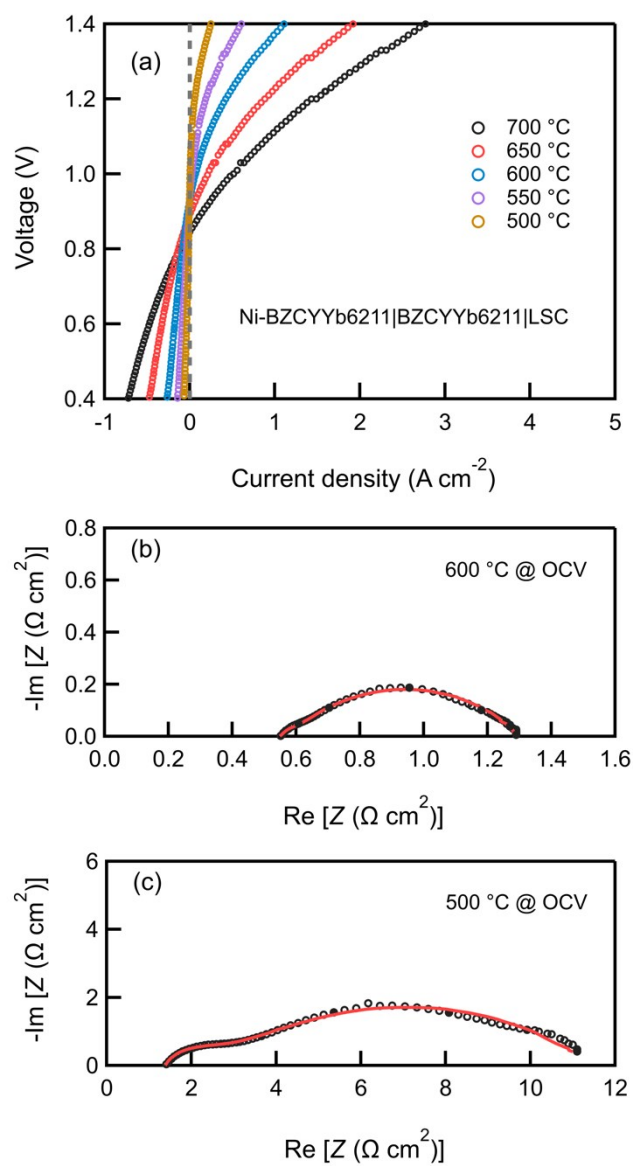 (a)
1.4
1.2
1.0
0.8
0.6
0.4
Voltage (V)
700 °C
650 °C
600 °C
550 °C
500 °C
Ni-BZCYYb6211|BZCYYb6211|LSC
-1 0 1 2 3 4 5
Current density (A cm⁻²)
(b)
600 °C @ OCV
0.8
0.6
0.4
0.2
0.0
-Im [Z (Ω cm²)]
0.0 0.2 0.4 0.6 0.8 1.0 1.2 1.4 1.6
Re [Z (Ω cm²)]
(c)
500 °C @ OCV
6
4
2
0
-Im [Z (Ω cm²)]
0 2 4 6 8 10 12
Re [Z (Ω cm²)]